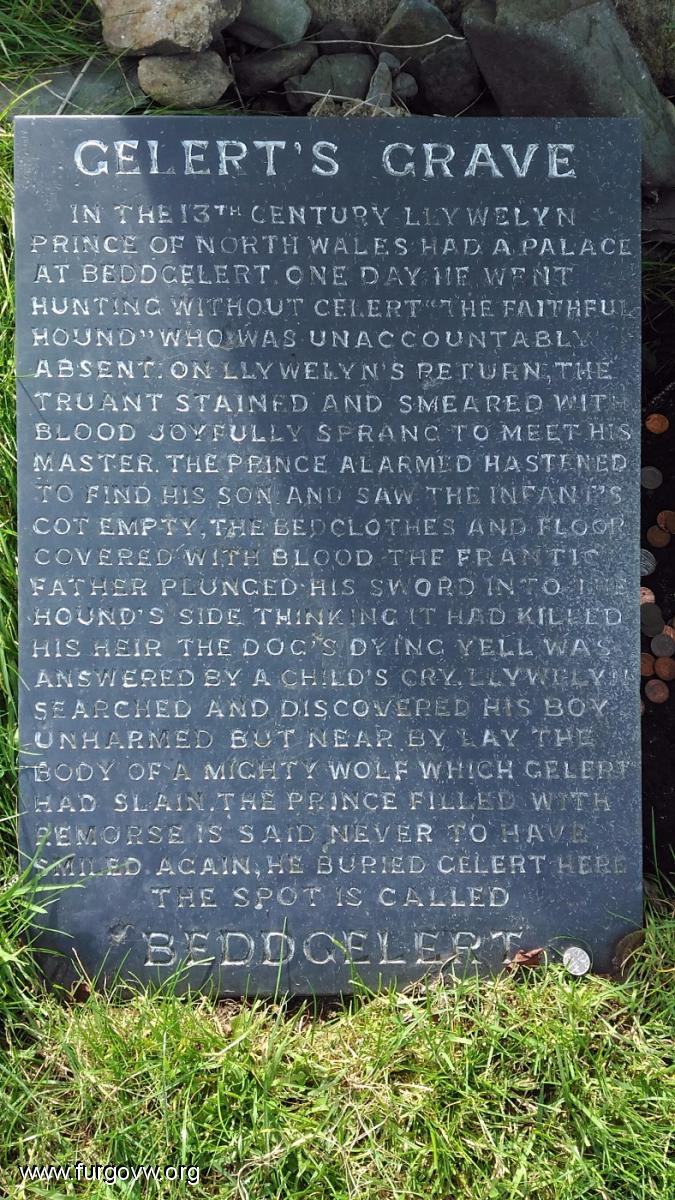 GELERT'S GRAVE
IN THE 13TH CENTURY LLYWELYN
PRINCE OF NORTH WALES HAD A PALACE
AT BEDDGELERT. ONE DAY HE WENT
HUNTING WITHOUT GELERT "THE FAITHFUL
HOUND" WHO WAS UNACCOUNTABLY
ABSENT. ON LLYWELYN'S RETURN, THE
TRUANT STAINED AND SMEARED WITH
BLOOD JOYFULLY SPRANG TO MEET HIS
MASTER. THE PRINCE ALARMED HASTENED
TO FIND HIS SON AND SAW THE INFANT'S
COT EMPTY, THE BEDCLOTHES AND FLOOR
COVERED WITH BLOOD THE FRANTIC
FATHER PLUNGED HIS SWORD INTO THE
HOUND'S SIDE THINKING IT HAD KILLED
HIS HEIR THE DOG'S DYING YELL WAS
ANSWERED BY A CHILD'S CRY. LLYWELYN
SEARCHED AND DISCOVERED HIS BOY
UNHARMED BUT NEAR BY LAY THE
BODY OF A MIGHTY WOLF WHICH GELERT
HAD SLAIN. THE PRINCE FILLED WITH
REMORSE IS SAID NEVER TO HAVE
SMILED AGAIN, HE BURIED GELERT HERE
THE SPOT IS CALLED
BEDDGELERT
www.furgovw.org